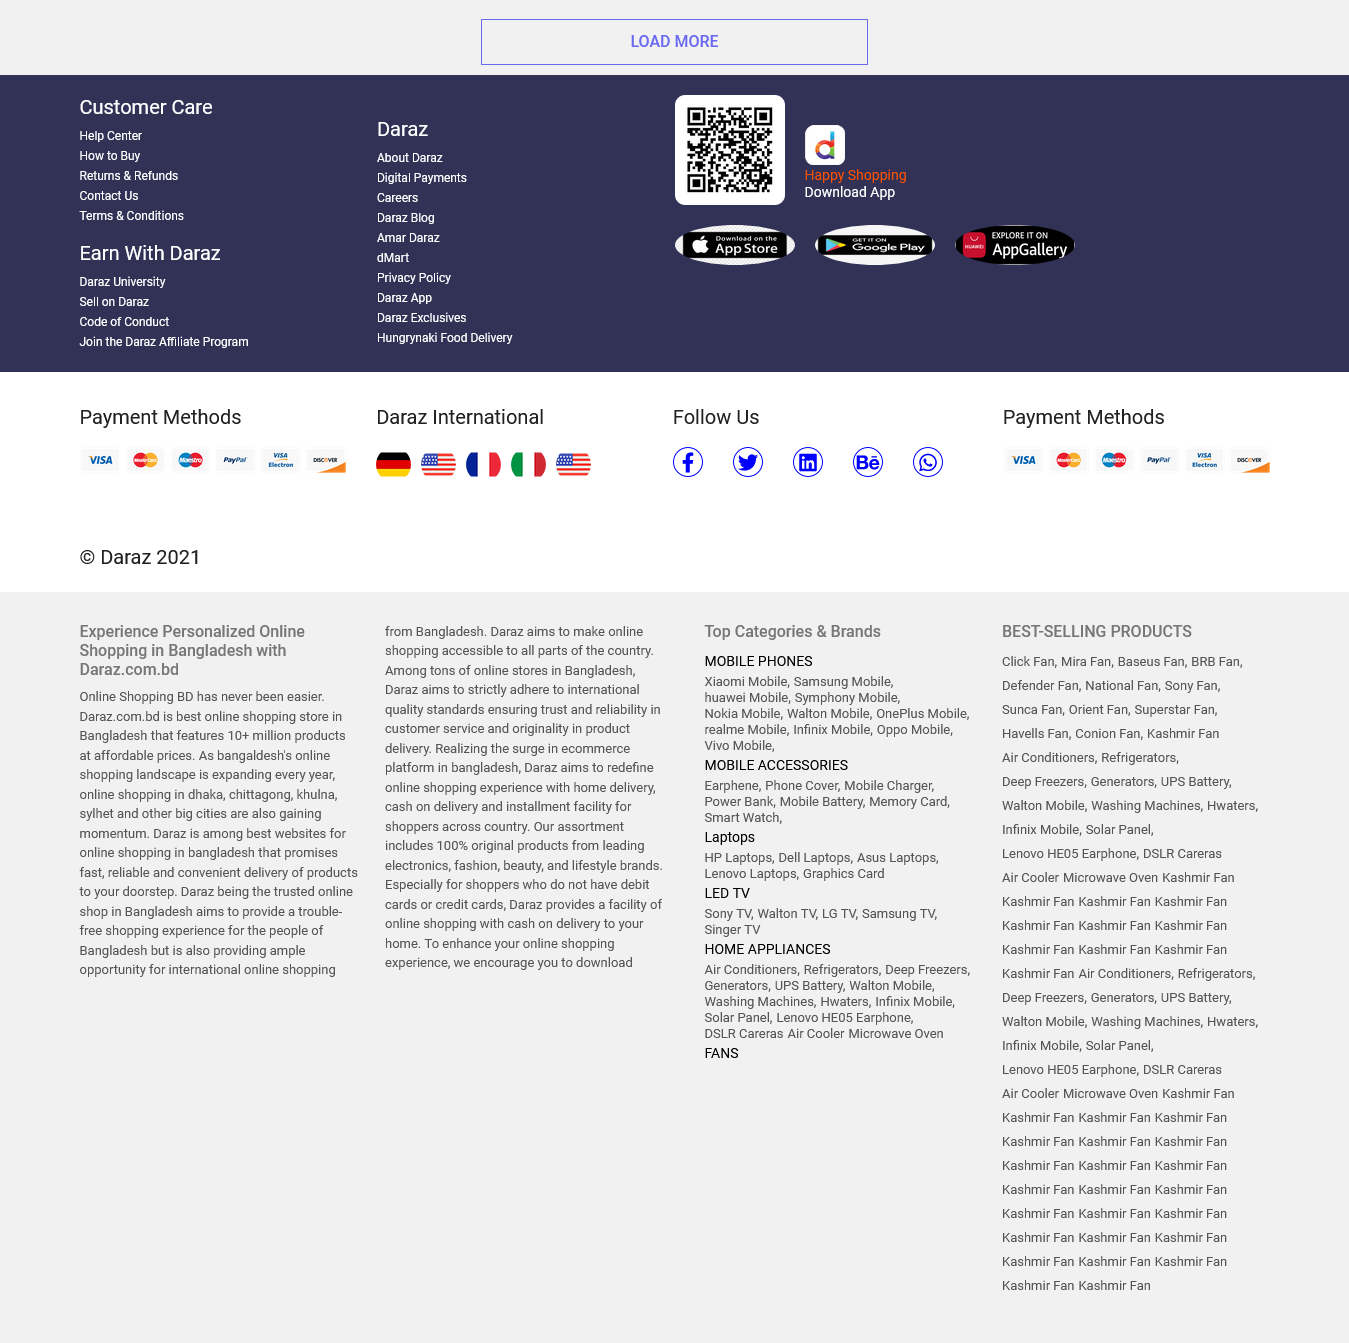 LOAD MORE
Customer Care
Help Center
How to Buy
Returns & Refunds
Contact Us
Terms & Conditions
Earn With Daraz
Daraz University
Sell on Daraz
Code of Conduct
Join the Daraz Affiliate Program
Daraz
About Daraz
Digital Payments
Careers
Daraz Blog
Amar Daraz
dMart
Privacy Policy
Daraz App
Daraz Exclusives
Hungrynaki Food Delivery
Happy Shopping
Download App
Download on the
App Store
GET IT ON
Google Play
HUAWEI
EXPLORE IT ON
AppGallery
Payment Methods
VISA
MasterCard
Maestro
PayPal
VISA
Electron
DISCOVER
Daraz International
Follow Us
Bē
Payment Methods
VISA
MasterCard
Maestro
PayPal
VISA
Electron
DISCOVER
© Daraz 2021
Experience Personalized Online
Shopping in Bangladesh with
Daraz.com.bd
Online Shopping BD has never been easier.
Daraz.com.bd is best online shopping store in
Bangladesh that features 10+ million products
at affordable prices. As bangaldesh's online
shopping landscape is expanding every year,
online shopping in dhaka, chittagong, khulna,
sylhet and other big cities are also gaining
momentum. Daraz is among best websites for
online shopping in bangladesh that promises
fast, reliable and convenient delivery of products
to your doorstep. Daraz being the trusted online
shop in Bangladesh aims to provide a trouble-
free shopping experience for the people of
Bangladesh but is also providing ample
opportunity for international online shopping
from Bangladesh. Daraz aims to make online
shopping accessible to all parts of the country.
Among tons of online stores in Bangladesh,
Daraz aims to strictly adhere to international
quality standards ensuring trust and reliability in
customer service and originality in product
delivery. Realizing the surge in ecommerce
platform in bangladesh, Daraz aims to redefine
online shopping experience with home delivery,
cash on delivery and installment facility for
shoppers across country. Our assortment
includes 100% original products from leading
electronics, fashion, beauty, and lifestyle brands.
Especially for shoppers who do not have debit
cards or credit cards, Daraz provides a facility of
online shopping with cash on delivery to your
home. To enhance your online shopping
experience, we encourage you to download
Top Categories & Brands
MOBILE PHONES
Xiaomi Mobile, Samsung Mobile,
huawei Mobile, Symphony Mobile,
Nokia Mobile, Walton Mobile, OnePlus Mobile,
realme Mobile, Infinix Mobile, Oppo Mobile,
Vivo Mobile,
MOBILE ACCESSORIES
Earphene, Phone Cover, Mobile Charger,
Power Bank, Mobile Battery, Memory Card,
Smart Watch,
Laptops
HP Laptops, Dell Laptops, Asus Laptops,
Lenovo Laptops, Graphics Card
LED TV
Sony TV, Walton TV, LG TV, Samsung TV,
Singer TV
HOME APPLIANCES
Air Conditioners, Refrigerators, Deep Freezers,
Generators, UPS Battery, Walton Mobile,
Washing Machines, Hwaters, Infinix Mobile,
Solar Panel, Lenovo HE05 Earphone,
DSLR Careras Air Cooler Microwave Oven
FANS
BEST-SELLING PRODUCTS
Click Fan, Mira Fan, Baseus Fan, BRB Fan,
Defender Fan, National Fan, Sony Fan,
Sunca Fan, Orient Fan, Superstar Fan,
Havells Fan, Conion Fan, Kashmir Fan
Air Conditioners, Refrigerators,
Deep Freezers, Generators, UPS Battery,
Walton Mobile, Washing Machines, Hwaters,
Infinix Mobile, Solar Panel,
Lenovo HE05 Earphone, DSLR Careras
Air Cooler Microwave Oven Kashmir Fan
Kashmir Fan Kashmir Fan Kashmir Fan
Kashmir Fan Kashmir Fan Kashmir Fan
Kashmir Fan Kashmir Fan Kashmir Fan
Kashmir Fan Air Conditioners, Refrigerators,
Deep Freezers, Generators, UPS Battery,
Walton Mobile, Washing Machines, Hwaters,
Infinix Mobile, Solar Panel,
Lenovo HE05 Earphone, DSLR Careras
Air Cooler Microwave Oven Kashmir Fan
Kashmir Fan Kashmir Fan Kashmir Fan
Kashmir Fan Kashmir Fan Kashmir Fan
Kashmir Fan Kashmir Fan Kashmir Fan
Kashmir Fan Kashmir Fan Kashmir Fan
Kashmir Fan Kashmir Fan Kashmir Fan
Kashmir Fan Kashmir Fan Kashmir Fan
Kashmir Fan Kashmir Fan Kashmir Fan
Kashmir Fan Kashmir Fan